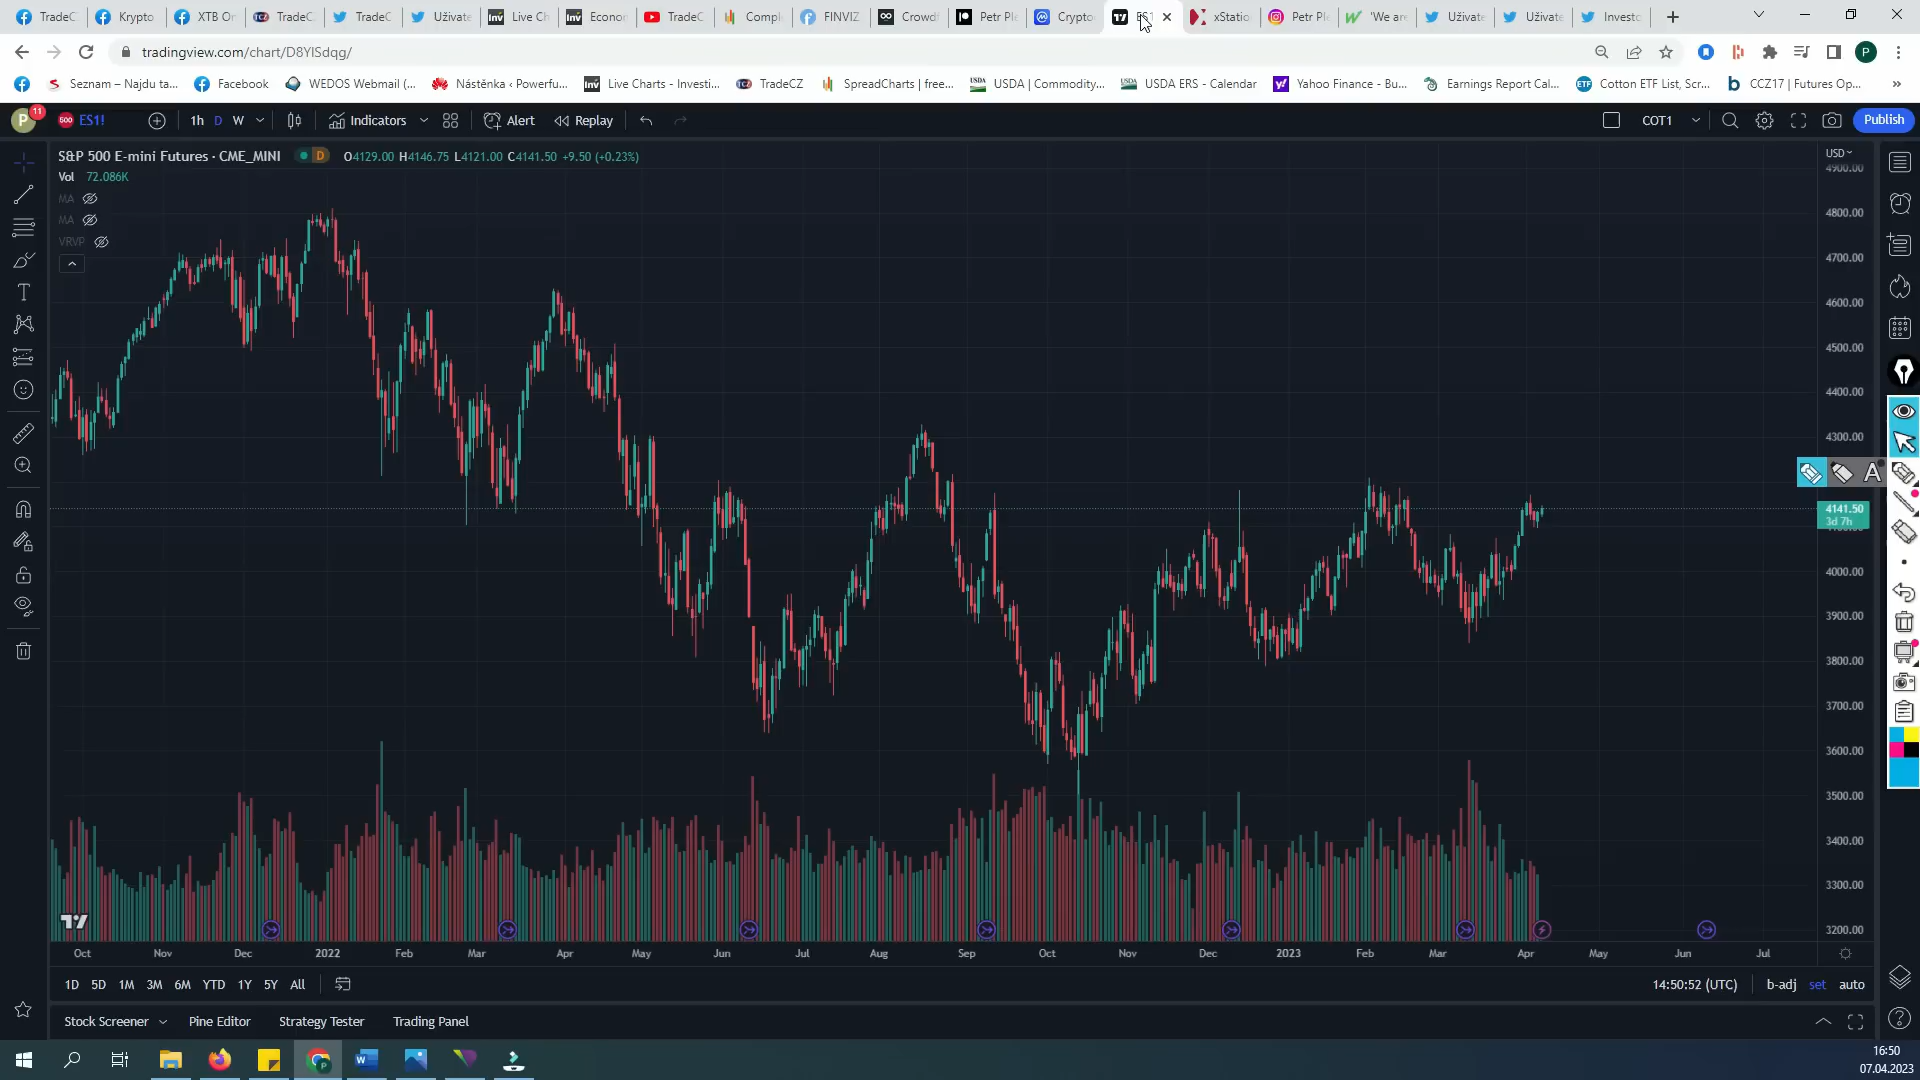 TradeC
Krypto
XTB Or
TradeC
TradeC
Uživate
Live Ch
Econor
TradeC
Compl
FINVIZ
Crowdf
Petr Ple
Crypto
ES1
xStatio
Petr Ple
'We are
Uživate
Uživate
Investo
tradingview.com/chart/D8YISdqg/
Seznam – Najdu ta...
Facebook
WEDOS Webmail (...
Nástěnka ‹ Powerfu...
Live Charts - Investi...
TradeCZ
SpreadCharts | free...
USDA | Commodity...
USDA ERS - Calendar
Yahoo Finance - Bu...
Earnings Report Cal...
Cotton ETF List, Scr...
CCZ17 | Futures Op...
P 11
500 ES1!
1h D W
Indicators
Alert
Replay
COT1
Publish
S&P 500 E-mini Futures · CME_MINI D O4129.00 H4146.75 L4121.00 C4141.50 +9.50 (+0.23%)
Vol 72.086K
MA
MA
VRVP
USD
4900.00
4800.00
4700.00
4600.00
4500.00
4400.00
4300.00
4141.50
3d 7h
4000.00
3900.00
3800.00
3700.00
3600.00
3500.00
3400.00
3300.00
3200.00
Oct Nov Dec 2022 Feb Mar Apr May Jun Jul Aug Sep Oct Nov Dec 2023 Feb Mar Apr May Jun Jul
1D 5D 1M 3M 6M YTD 1Y 5Y All
14:50:52 (UTC) b-adj set auto
Stock Screener Pine Editor Strategy Tester Trading Panel
16:50
07.04.2023